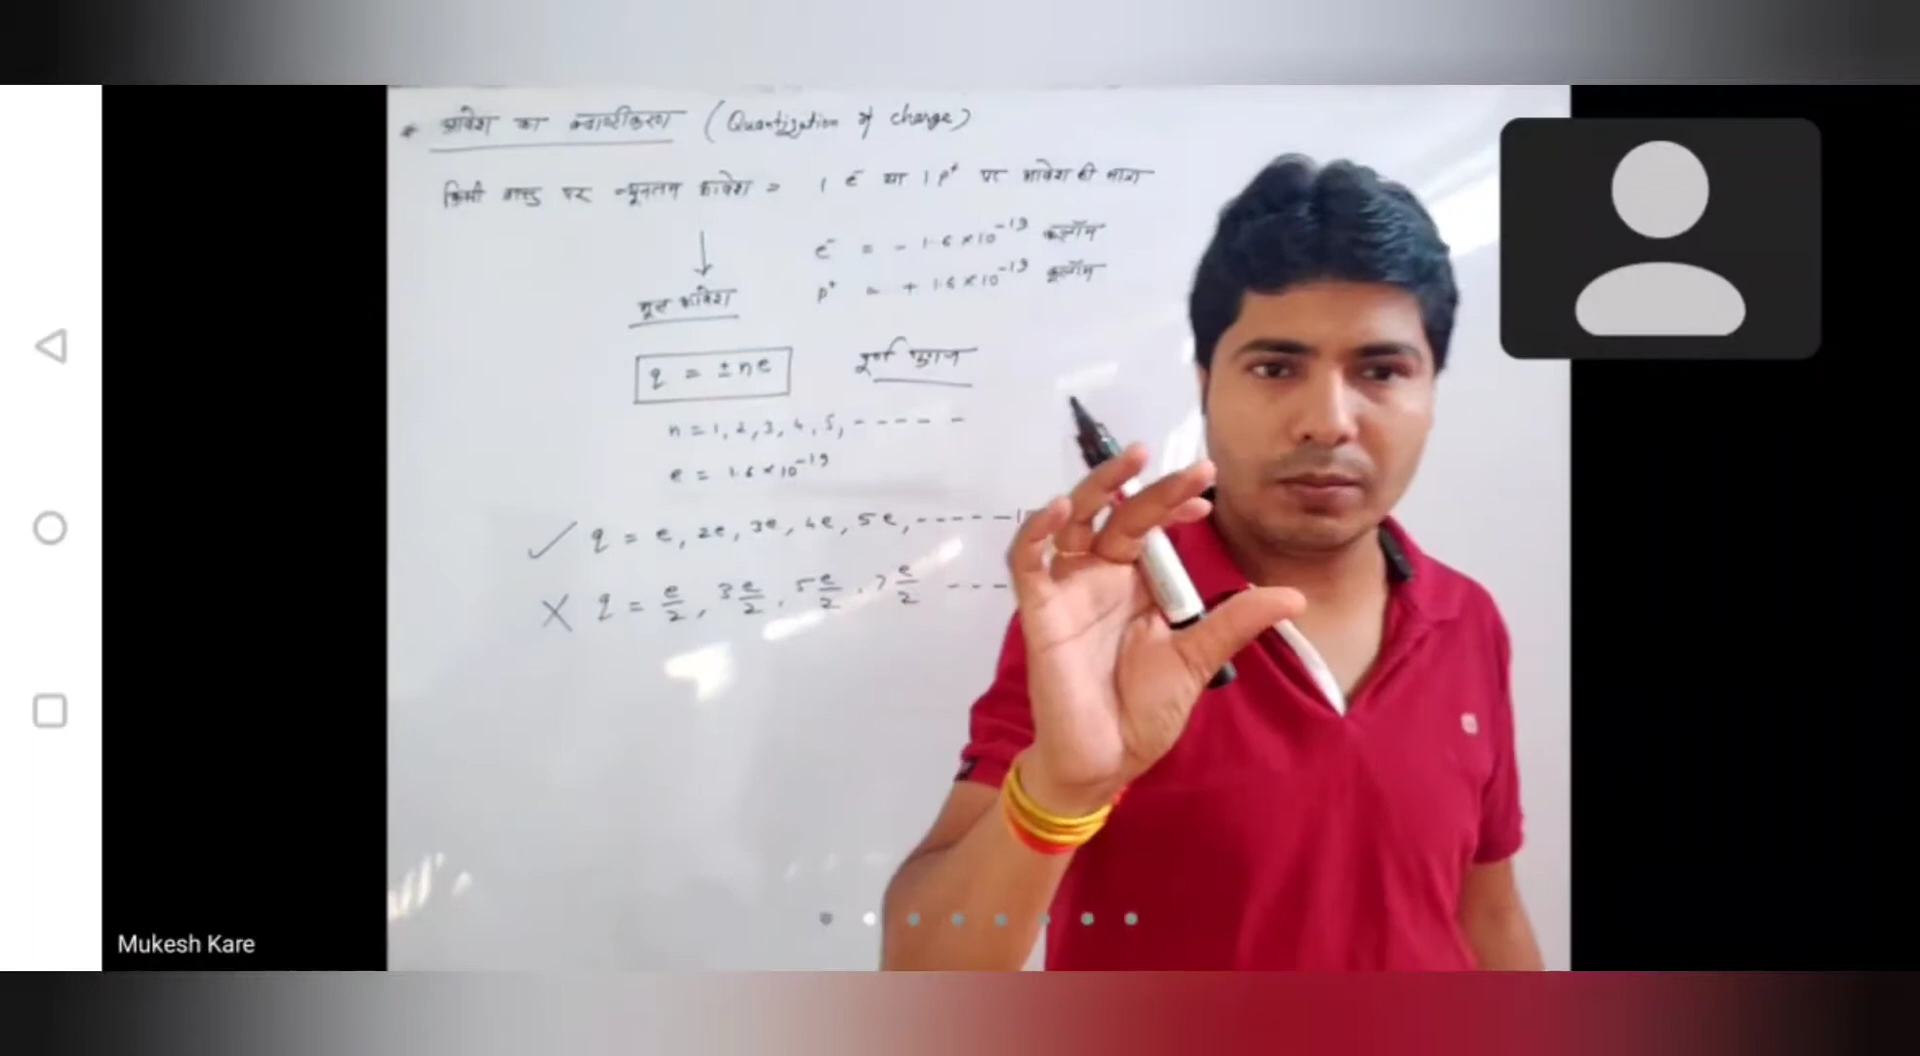 * आवेश का क्वाण्टीकरण (Quantization of charge)
किसी वस्तु पर न्यूनतम आवेश = 1 e⁻ या 1 p⁺ पर आवेश की मात्रा
e⁻ = - 1.6 × 10⁻¹⁹ कूलॉम
p⁺ = + 1.6 × 10⁻¹⁹ कूलॉम
मूल आवेश
q = ± ne
पूर्ण
n = 1, 2, 3, 4, 5, - - - - -
e = 1.6 × 10⁻¹⁹
✓ q = e, 2e, 3e, 4e, 5e, - - - - -
X q = e/2, 3e/2, 5e/2, 7e/2 - - - -
Mukesh Kare